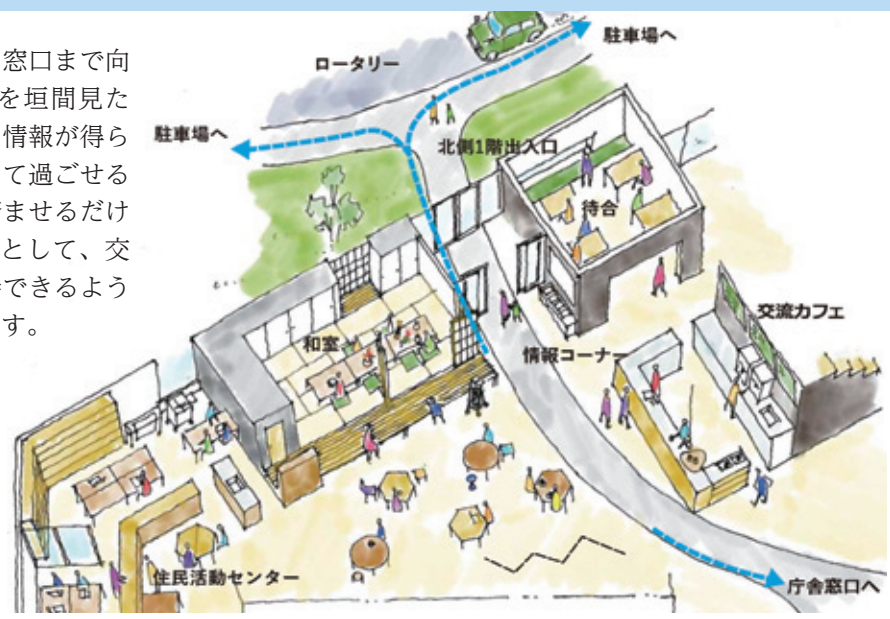 窓口まで向
を垣間見た
情報が得ら
て過ごせる
ませるだけ
として、交
できるよう
す。
ロータリー
駐車場へ
駐車場へ
北側1階出入口
待合
和室
情報コーナー
交流カフェ
住民活動センター
庁舎窓口へ